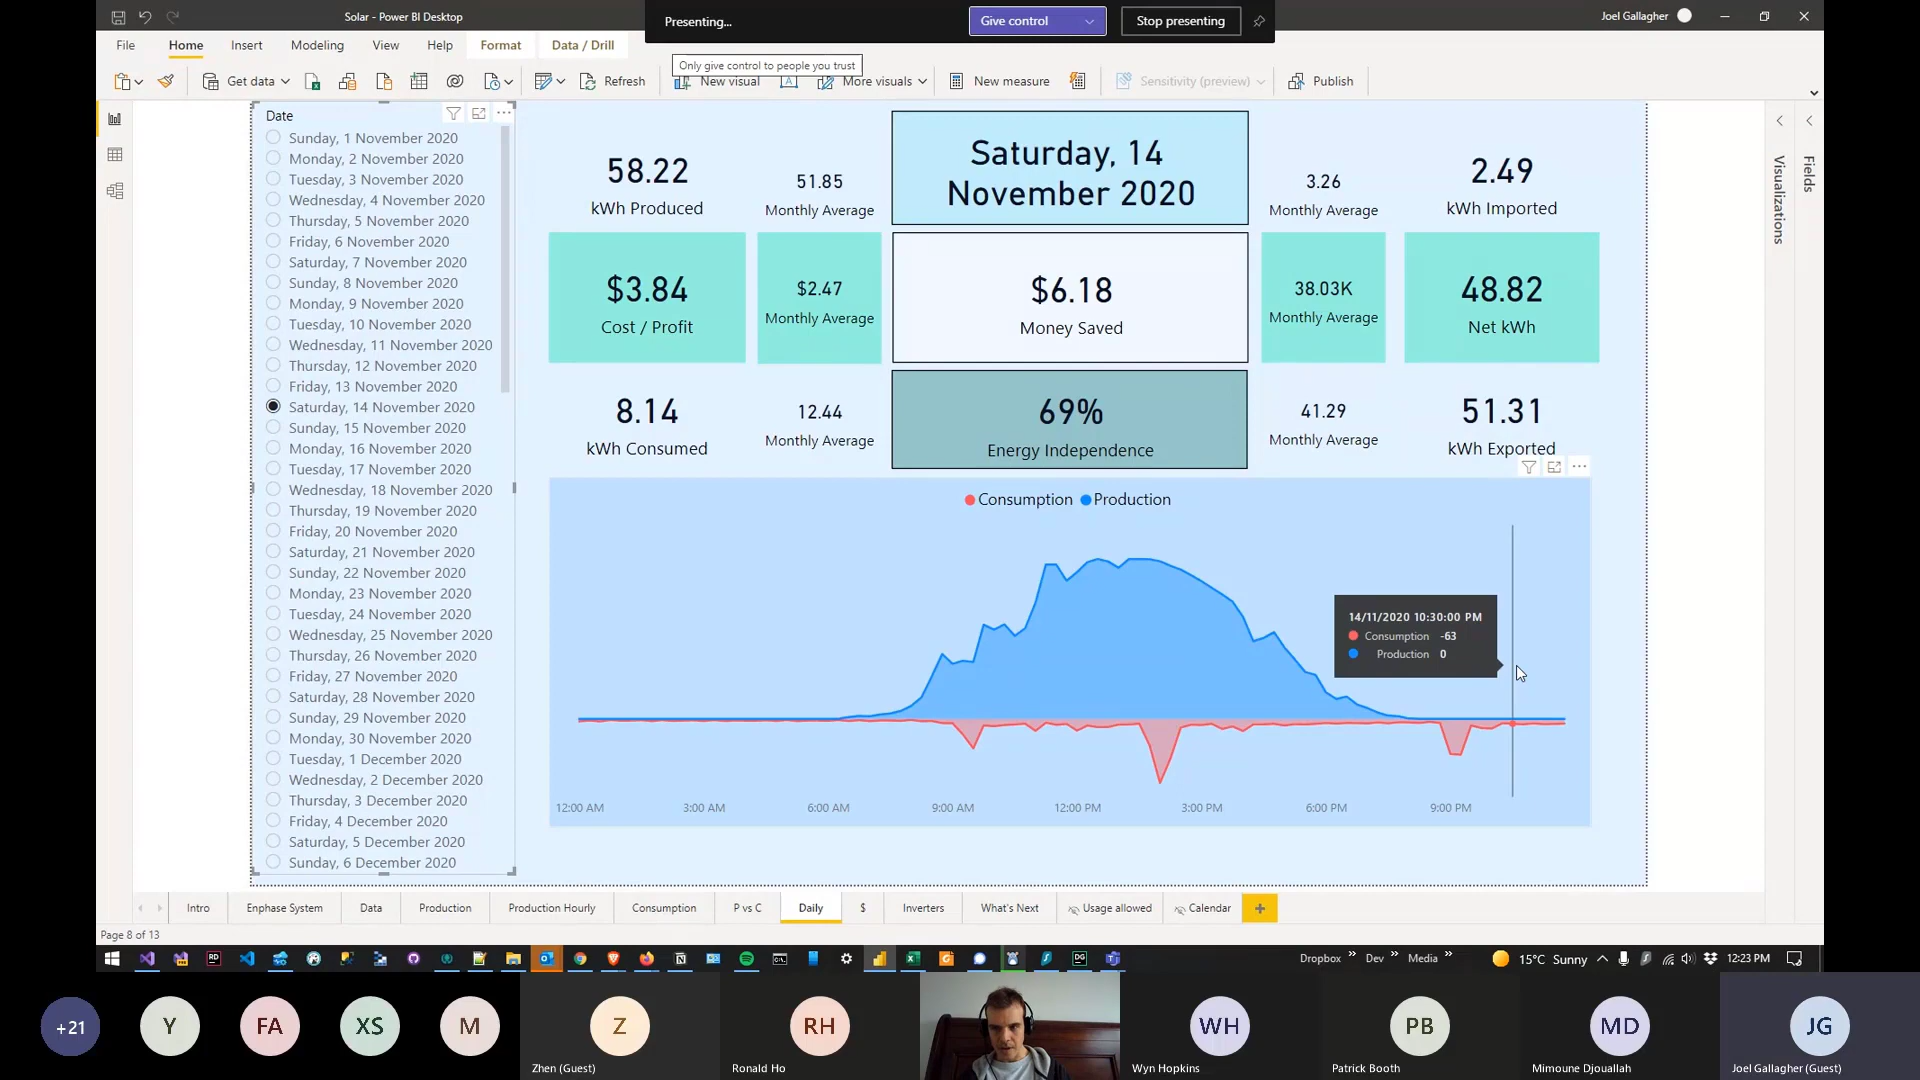 Solar - Power BI Desktop
Presenting...
Give control
Stop presenting
Joel Gallagher
File
Home
Insert
Modeling
View
Help
Format
Data / Drill
Only give control to people you trust
Get data
Refresh
New visual
More visuals
New measure
Sensitivity (preview)
Publish
Date
Sunday, 1 November 2020
Monday, 2 November 2020
Tuesday, 3 November 2020
Wednesday, 4 November 2020
Thursday, 5 November 2020
Friday, 6 November 2020
Saturday, 7 November 2020
Sunday, 8 November 2020
Monday, 9 November 2020
Tuesday, 10 November 2020
Wednesday, 11 November 2020
Thursday, 12 November 2020
Friday, 13 November 2020
Saturday, 14 November 2020
Sunday, 15 November 2020
Monday, 16 November 2020
Tuesday, 17 November 2020
Wednesday, 18 November 2020
Thursday, 19 November 2020
Friday, 20 November 2020
Saturday, 21 November 2020
Sunday, 22 November 2020
Monday, 23 November 2020
Tuesday, 24 November 2020
Wednesday, 25 November 2020
Thursday, 26 November 2020
Friday, 27 November 2020
Saturday, 28 November 2020
Sunday, 29 November 2020
Monday, 30 November 2020
Tuesday, 1 December 2020
Wednesday, 2 December 2020
Thursday, 3 December 2020
Friday, 4 December 2020
Saturday, 5 December 2020
Sunday, 6 December 2020
58.22
kWh Produced
51.85
Monthly Average
Saturday, 14
November 2020
3.26
Monthly Average
2.49
kWh Imported
$3.84
Cost / Profit
$2.47
Monthly Average
$6.18
Money Saved
38.03K
Monthly Average
48.82
Net kWh
8.14
kWh Consumed
12.44
Monthly Average
69%
Energy Independence
41.29
Monthly Average
51.31
kWh Exported
Consumption Production
14/11/2020 10:30:00 PM
Consumption -63
Production 0
12:00 AM
3:00 AM
6:00 AM
9:00 AM
12:00 PM
3:00 PM
6:00 PM
9:00 PM
Visualizations
Fields
Intro
Enphase System
Data
Production
Production Hourly
Consumption
P vs C
Daily
$
Inverters
What's Next
Usage allowed
Calendar
Page 8 of 13
Dropbox
Dev
Media
15°C Sunny
12:23 PM
+21
Y
FA
XS
M
Z
Zhen (Guest)
RH
Ronald Ho
WH
Wyn Hopkins
PB
Patrick Booth
MD
Mimoune Djouallah
JG
Joel Gallagher (Guest)